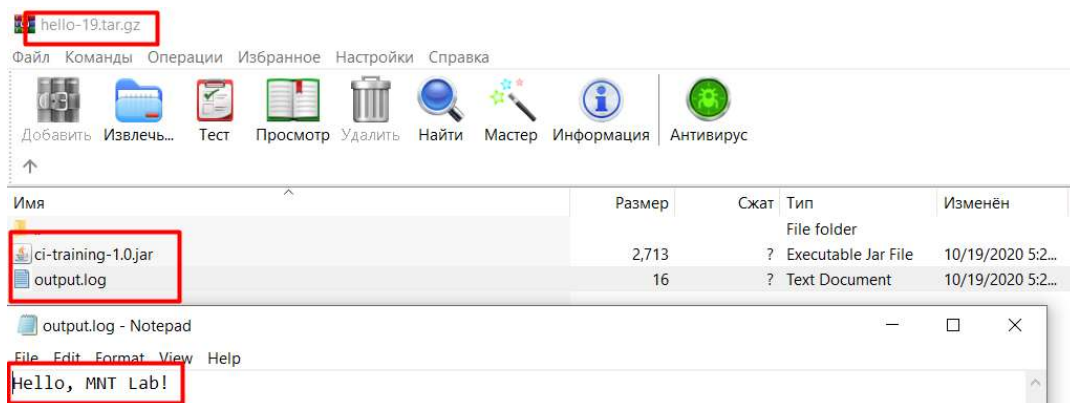 hello-19.tar.gz
Файл Команды Операции Избранное Настройки Справка
Добавить Извлечь... Тест Просмотр Удалить Найти Мастер Информация Антивирус
Имя Размер Сжат Тип Изменён
.. File folder
ci-training-1.0.jar 2,713 ? Executable Jar File 10/19/2020 5:2...
output.log 16 ? Text Document 10/19/2020 5:2...
output.log - Notepad
File Edit Format View Help
Hello, MNT Lab!